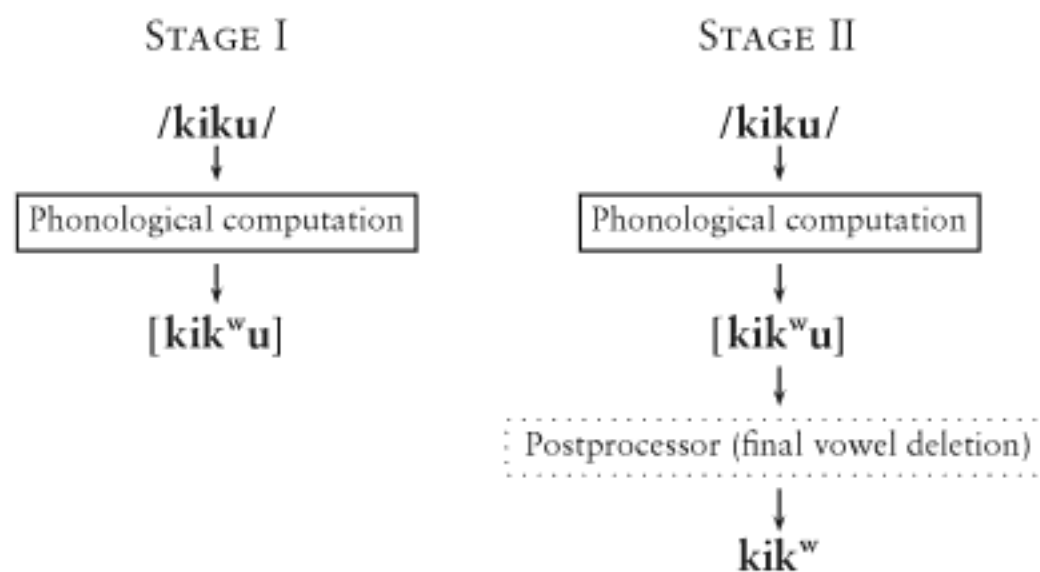 STAGE I
/kiku/
Phonological computation
[kikʷu]
STAGE II
/kiku/
Phonological computation
[kikʷu]
Postprocessor (final vowel deletion)
kikʷ